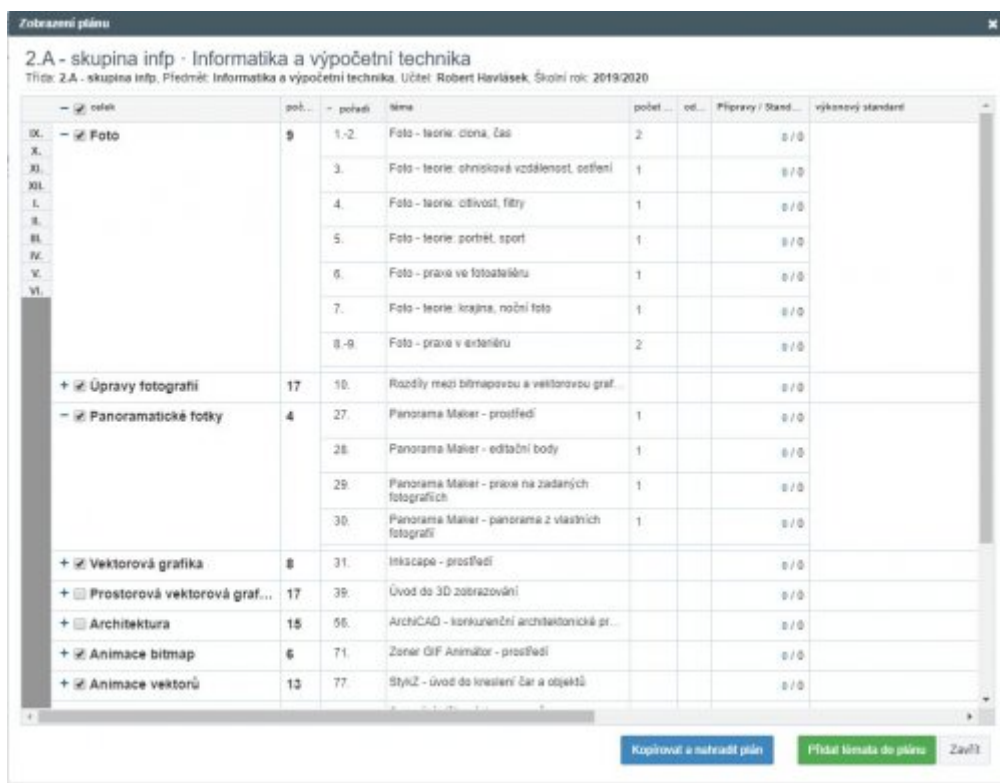 Zobrazení plánu
2.A - skupina infp · Informatika a výpočetní technika
Třída: 2.A - skupina infp, Předmět: Informatika a výpočetní technika, Učitel: Robert Havlásek, Školní rok: 2019/2020
celek poč... pořadí téma počet ... od... Přípravy / Stand... výkonový standard
IX.
X.
XI.
XII.
I.
II.
III.
IV.
V.
VI.
Foto 9 1.-2. Foto - teorie: clona, čas 2 0 / 0
3. Foto - teorie: ohnisková vzdálenost, ostření 1 0 / 0
4. Foto - teorie: citlivost, filtry 1 0 / 0
5. Foto - teorie: portrét, sport 1 0 / 0
6. Foto - praxe ve fotoateliéru 1 0 / 0
7. Foto - teorie: krajina, noční foto 1 0 / 0
8.-9. Foto - praxe v exteriéru 2 0 / 0
+ Úpravy fotografií 17 10. Rozdíly mezi bitmapovou a vektorovou graf... 0 / 0
− Panoramatické fotky 4 27. Panorama Maker - prostředí 1 0 / 0
28. Panorama Maker - editační body 1 0 / 0
29. Panorama Maker - praxe na zadaných 1 0 / 0
fotografiích
30. Panorama Maker - panorama z vlastních 1 0 / 0
fotografií
+ Vektorová grafika 8 31. Inkscape - prostředí 0 / 0
+ Prostorová vektorová graf... 17 39. Úvod do 3D zobrazování 0 / 0
+ Architektura 15 56. ArchiCAD - konkurenční architektonické pr... 0 / 0
+ Animace bitmap 6 71. Zoner GIF Animátor - prostředí 0 / 0
+ Animace vektorů 13 77. StykZ - úvod do kreslení čar a objektů 0 / 0
Kopírovat a nahradit plán Přidat témata do plánu Zavřít